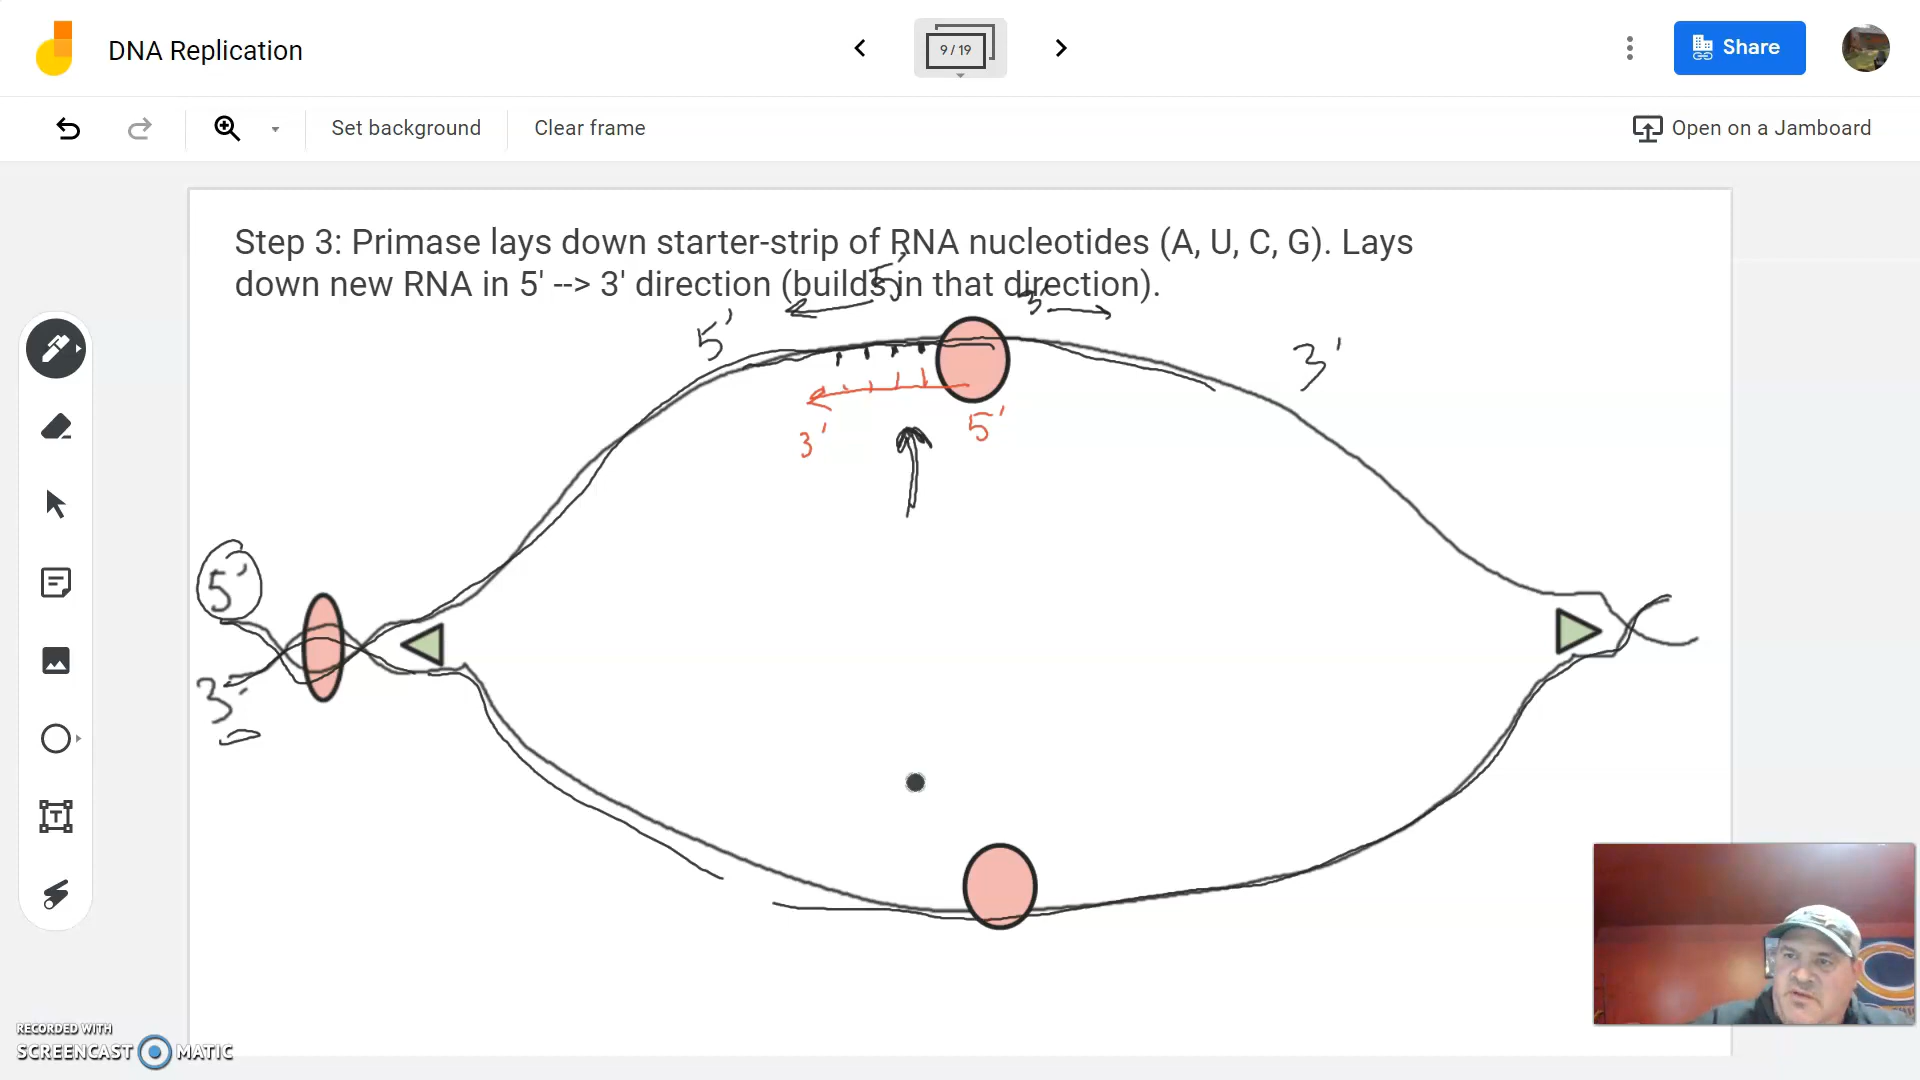 DNA Replication
9 / 19
Share
Set background
Clear frame
Open on a Jamboard
Step 3: Primase lays down starter-strip of RNA nucleotides (A, U, C, G). Lays
down new RNA in 5' --> 3' direction (builds in that direction).
5'
3'
5'
3'
3'
5'
5'
3'
T
RECORDED WITH
SCREENCAST MATIC